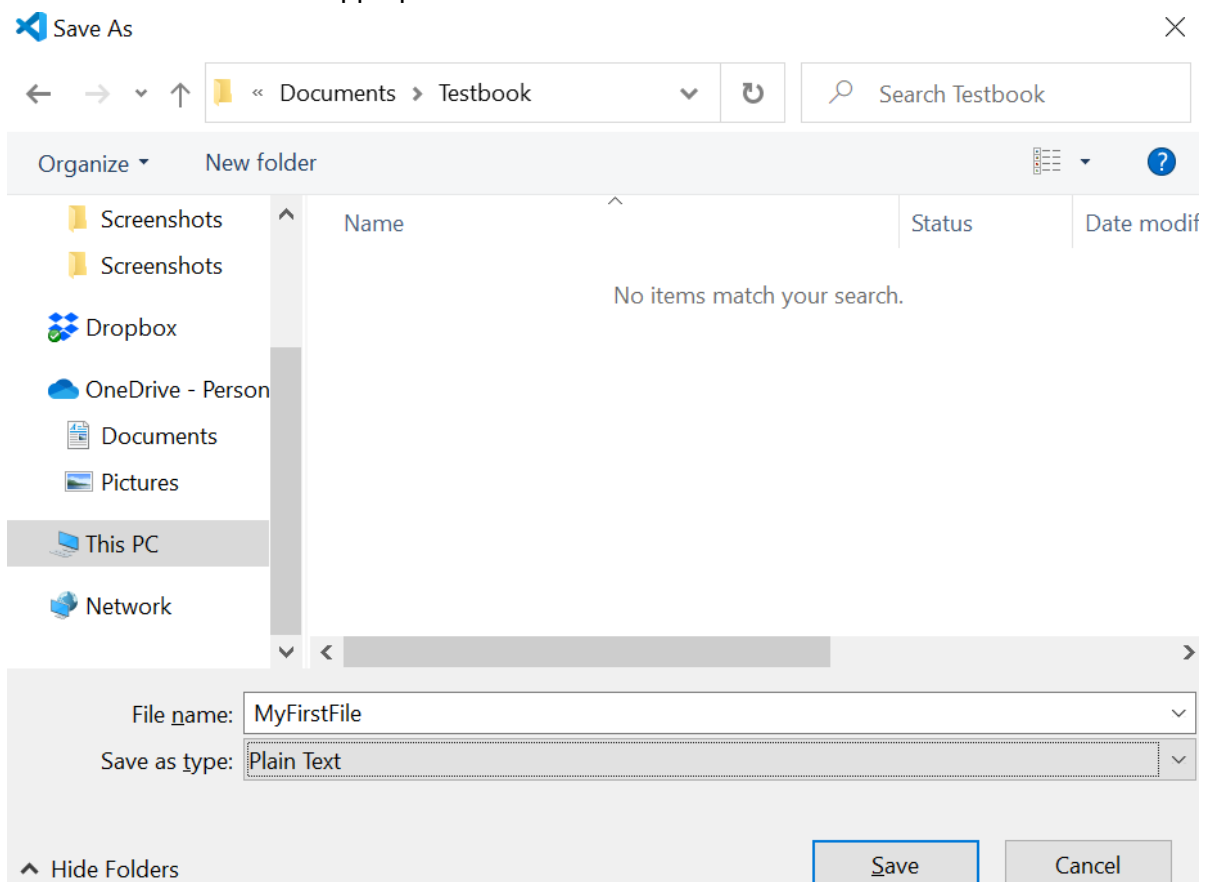 Save As
« Documents > Testbook
Search Testbook
Organize
New folder
Screenshots
Screenshots
Dropbox
OneDrive - Person
Documents
Pictures
This PC
Network
Name
Status
Date modif
No items match your search.
File name: MyFirstFile
Save as type: Plain Text
Hide Folders
Save
Cancel